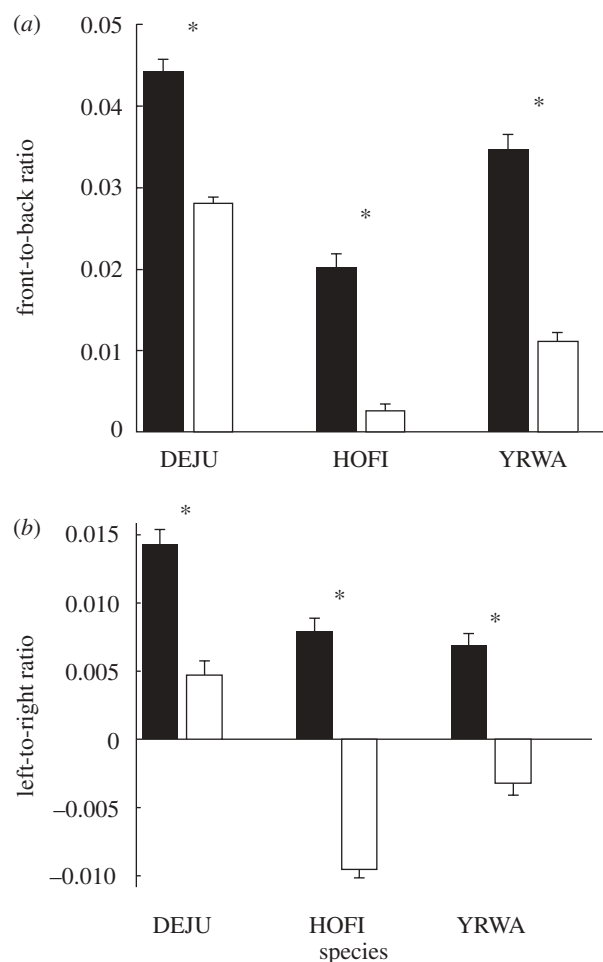 (a)
0.05
0.04
0.03
0.02
0.01
0
front-to-back ratio
* * *
DEJU HOFI YRWA
(b)
0.015
0.010
0.005
0
–0.005
–0.010
left-to-right ratio
* * *
DEJU HOFI YRWA
species